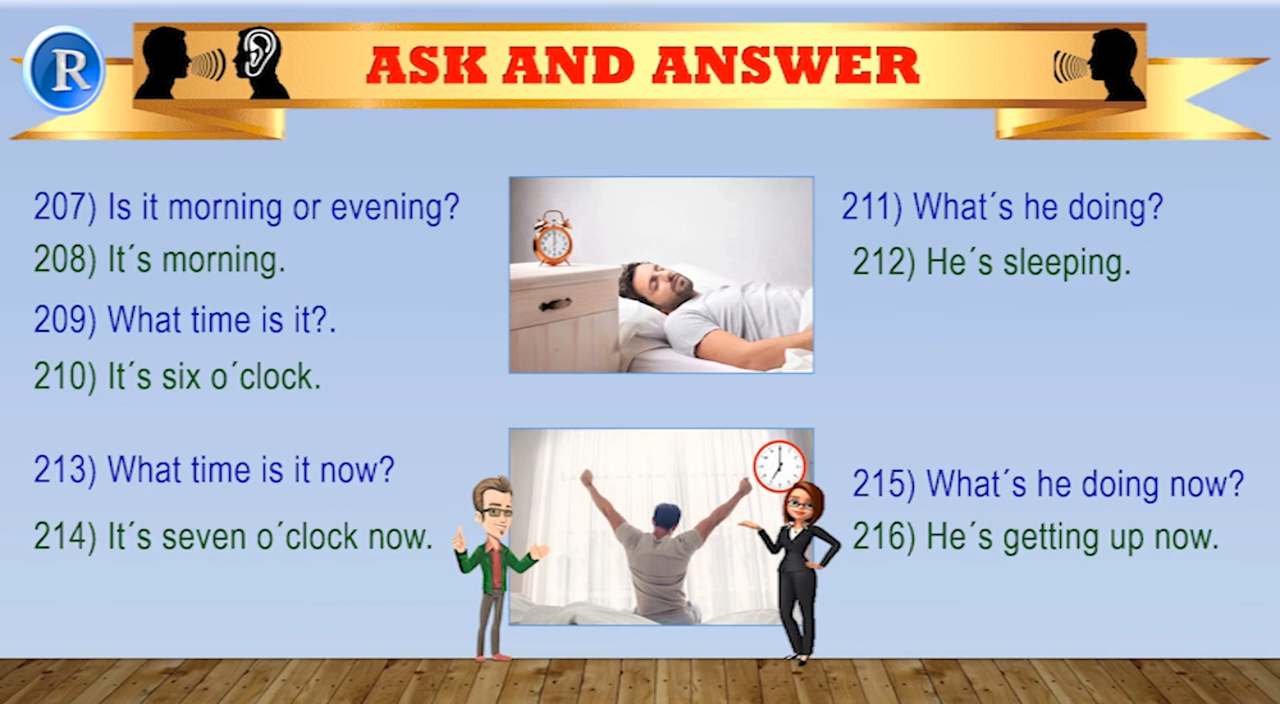 R
ASK AND ANSWER
207) Is it morning or evening?
208) It´s morning.
209) What time is it?.
210) It´s six o´clock.
211) What´s he doing?
212) He´s sleeping.
213) What time is it now?
214) It´s seven o´clock now.
215) What´s he doing now?
216) He´s getting up now.